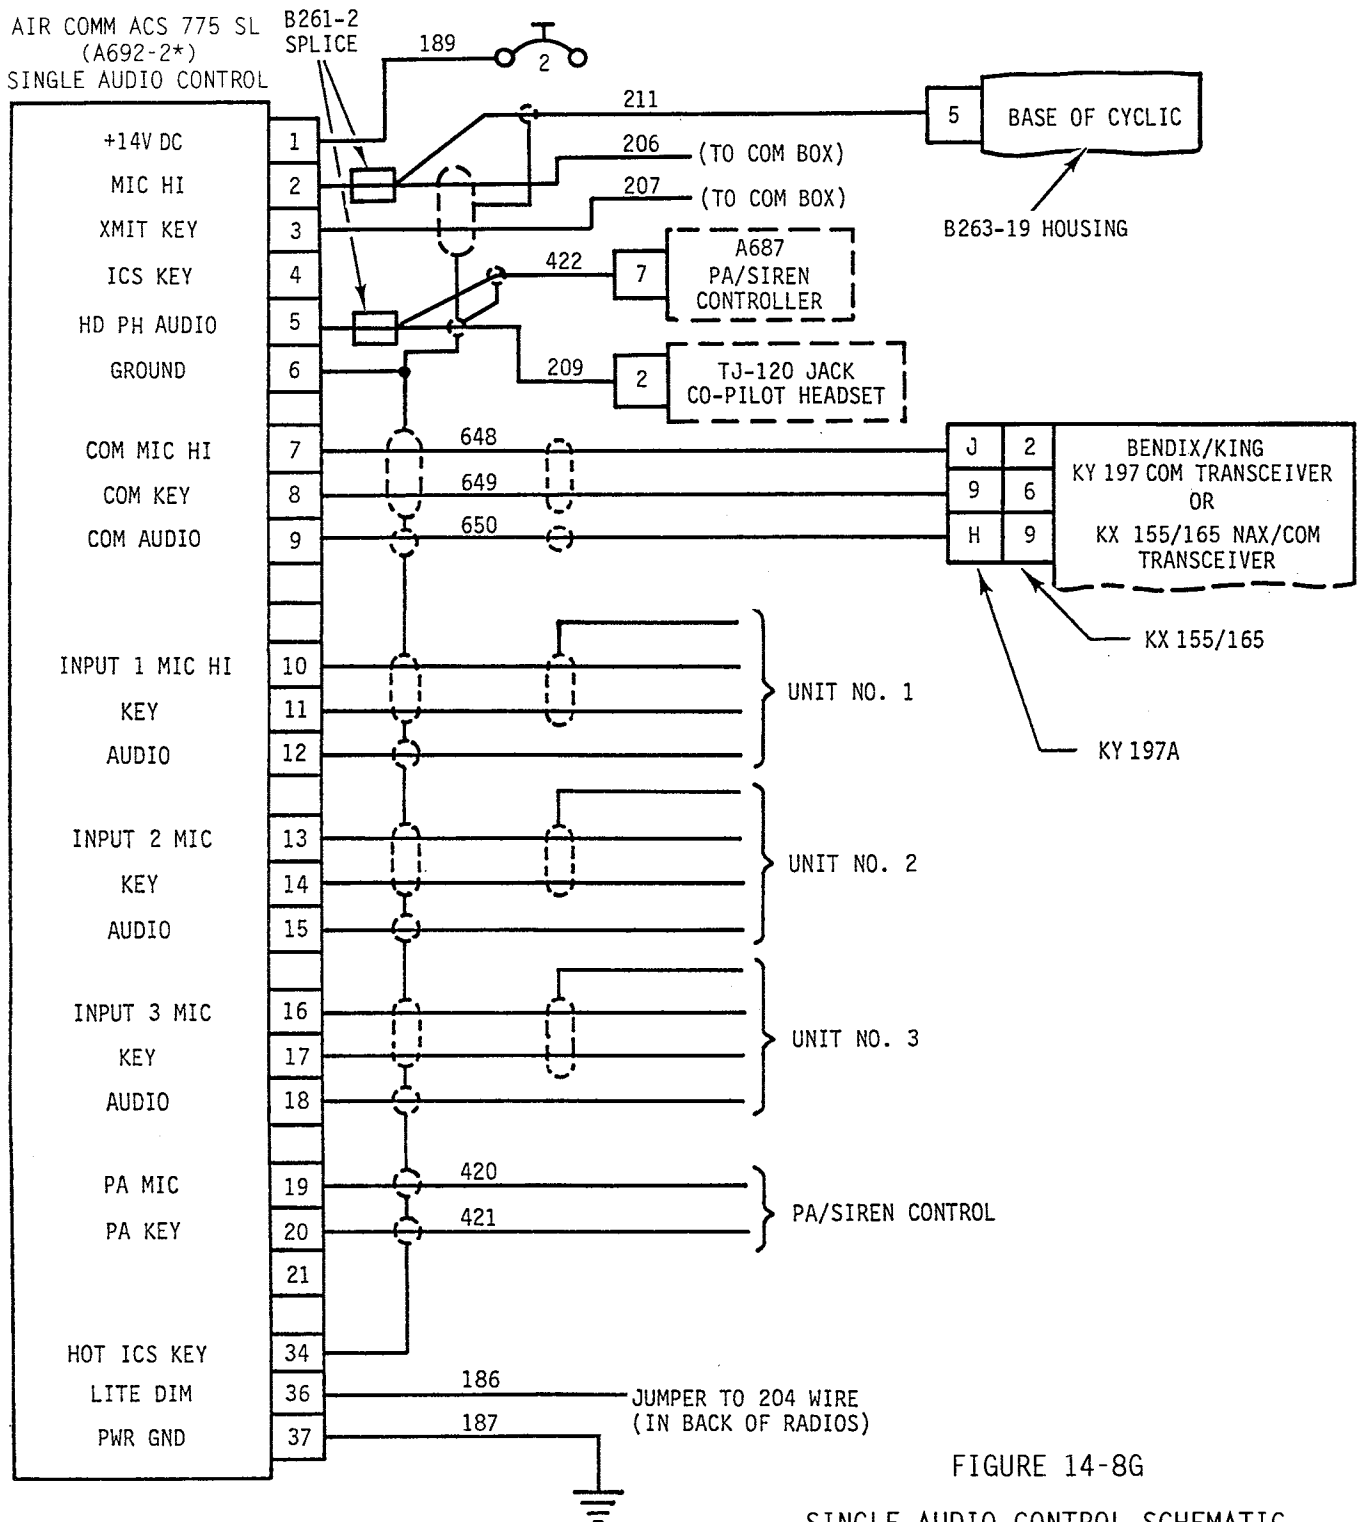 AIR COMM ACS 775 SL
(A692-2*)
SINGLE AUDIO CONTROL
B261-2
SPLICE
189
2
211
5
BASE OF CYCLIC
B263-19 HOUSING
+14V DC
1
MIC HI
2
206
(TO COM BOX)
XMIT KEY
3
207
(TO COM BOX)
ICS KEY
4
422
7
A687
PA/SIREN
CONTROLLER
HD PH AUDIO
5
GROUND
6
209
2
TJ-120 JACK
CO-PILOT HEADSET
COM MIC HI
7
648
J
2
COM KEY
8
649
9
6
COM AUDIO
9
650
H
9
BENDIX/KING
KY 197 COM TRANSCEIVER
OR
KX 155/165 NAX/COM
TRANSCEIVER
KX 155/165
KY 197A
INPUT 1 MIC HI
10
KEY
11
AUDIO
12
UNIT NO. 1
INPUT 2 MIC
13
KEY
14
AUDIO
15
UNIT NO. 2
INPUT 3 MIC
16
KEY
17
AUDIO
18
UNIT NO. 3
PA MIC
19
420
PA KEY
20
421
PA/SIREN CONTROL
21
HOT ICS KEY
34
LITE DIM
36
186
JUMPER TO 204 WIRE
(IN BACK OF RADIOS)
PWR GND
37
187
FIGURE 14-8G
SINGLE AUDIO CONTROL SCHEMATIC